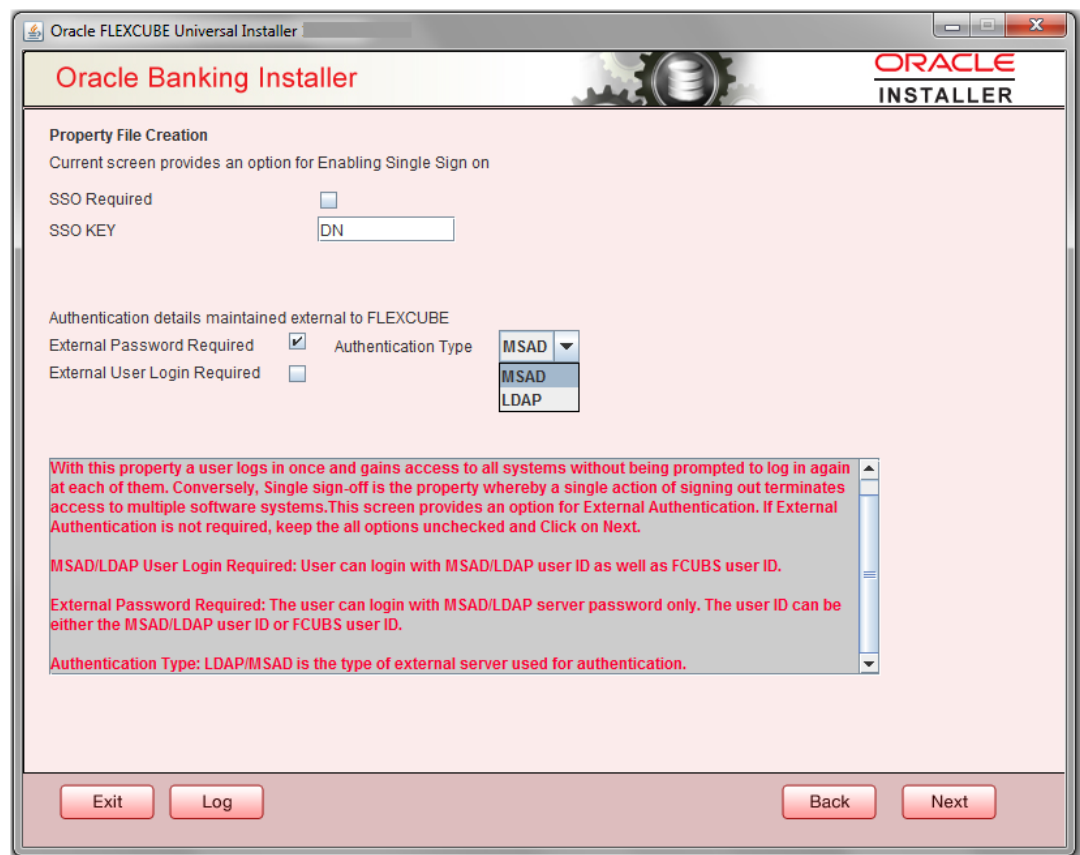 Oracle FLEXCUBE Universal Installer
Oracle Banking Installer
ORACLE
INSTALLER
Property File Creation
Current screen provides an option for Enabling Single Sign on
SSO Required
SSO KEY
DN
Authentication details maintained external to FLEXCUBE
External Password Required
Authentication Type
MSAD
External User Login Required
MSAD
LDAP
With this property a user logs in once and gains access to all systems without being prompted to log in again
at each of them. Conversely, Single sign-off is the property whereby a single action of signing out terminates
access to multiple software systems.This screen provides an option for External Authentication. If External
Authentication is not required, keep the all options unchecked and Click on Next.
MSAD/LDAP User Login Required: User can login with MSAD/LDAP user ID as well as FCUBS user ID.
External Password Required: The user can login with MSAD/LDAP server password only. The user ID can be
either the MSAD/LDAP user ID or FCUBS user ID.
Authentication Type: LDAP/MSAD is the type of external server used for authentication.
Exit
Log
Back
Next